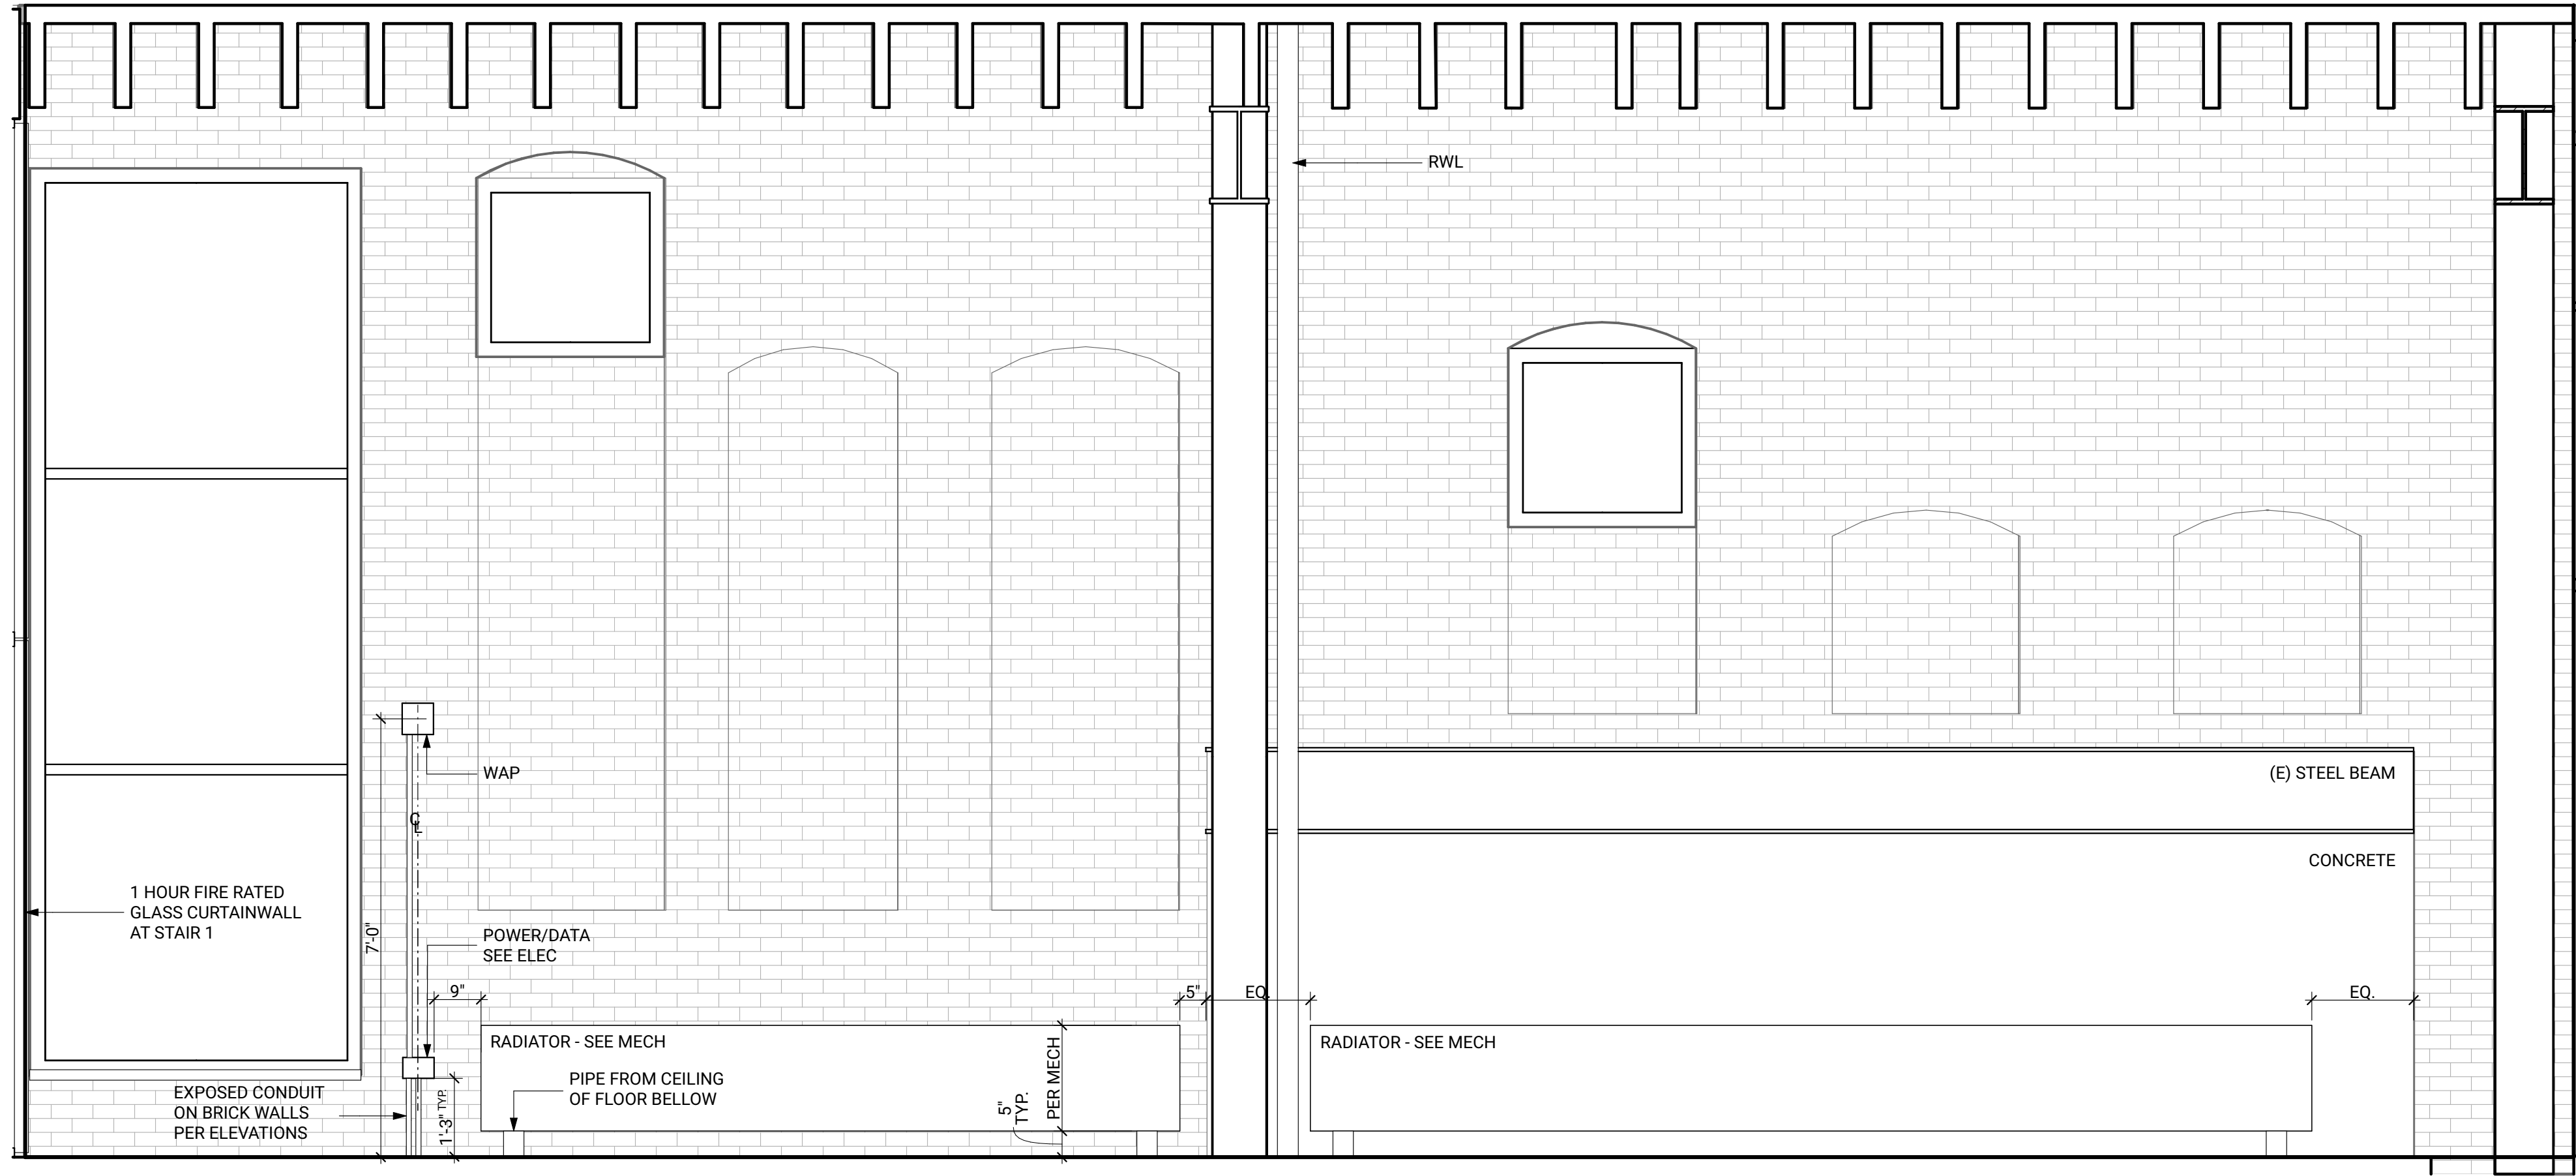 RWL
WAP
(E) STEEL BEAM
CONCRETE
℄
1 HOUR FIRE RATED
GLASS CURTAINWALL
AT STAIR 1
7'-0"
POWER/DATA
SEE ELEC
9"
5"
EQ.
EQ.
RADIATOR - SEE MECH
RADIATOR - SEE MECH
PER MECH
PIPE FROM CEILING
OF FLOOR BELLOW
5"
TYP.
EXPOSED CONDUIT
ON BRICK WALLS
PER ELEVATIONS
1'-3" TYP.